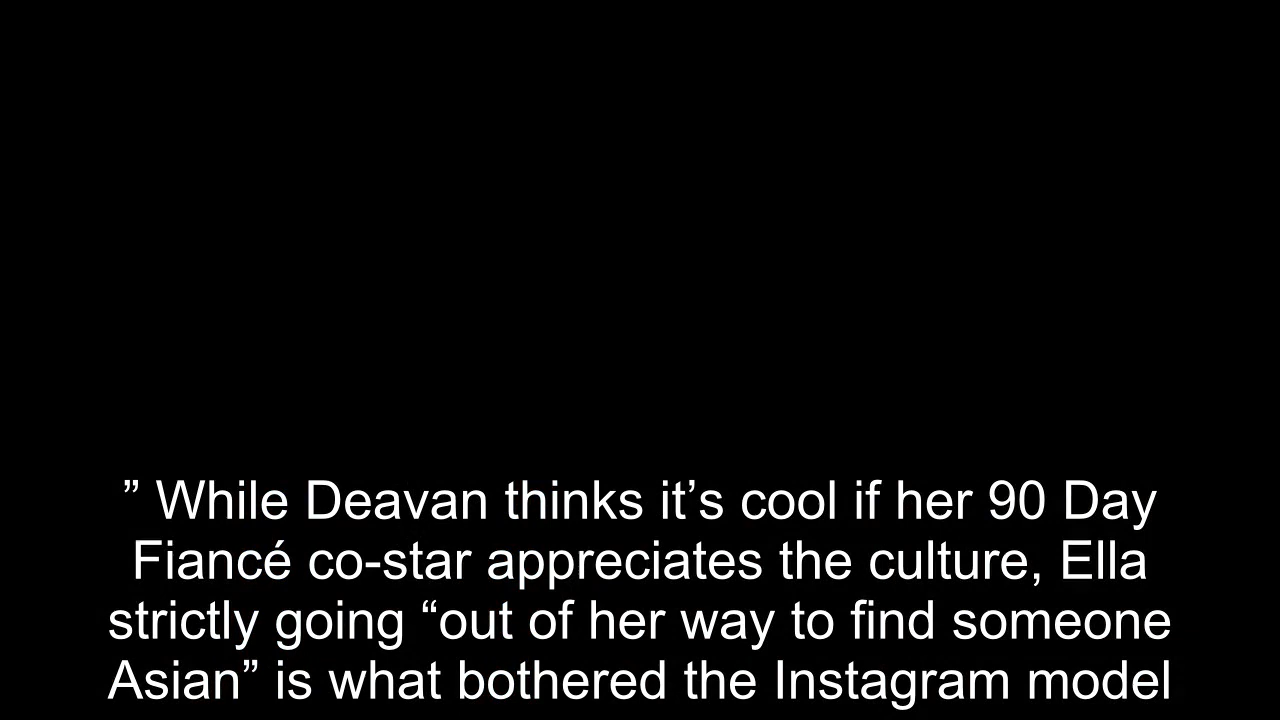 ” While Deavan thinks it’s cool if her 90 Day
Fiancé co-star appreciates the culture, Ella
strictly going “out of her way to find someone
Asian” is what bothered the Instagram model